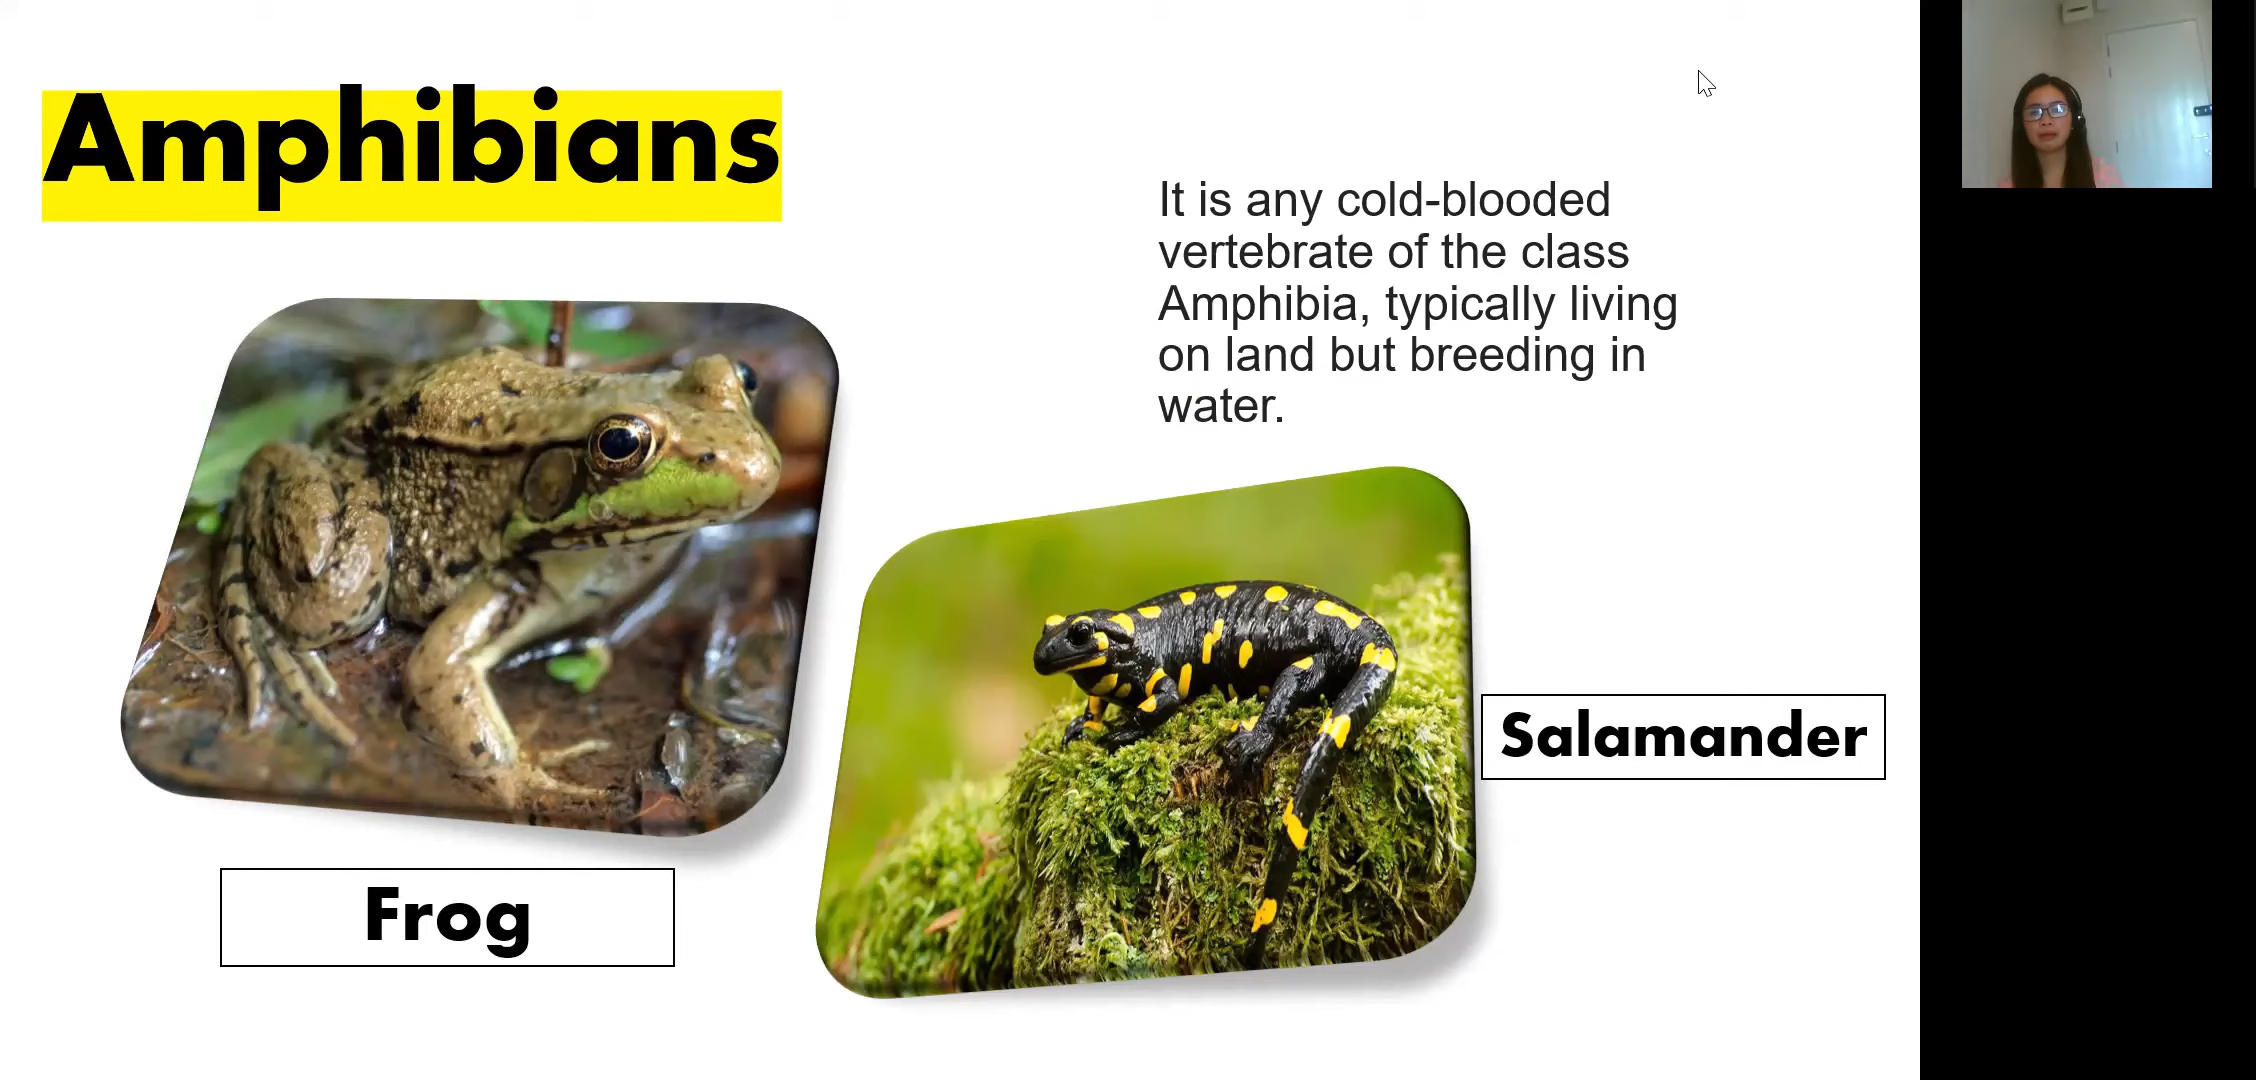 Amphibians
It is any cold-blooded
vertebrate of the class
Amphibia, typically living
on land but breeding in
water.
Salamander
Frog